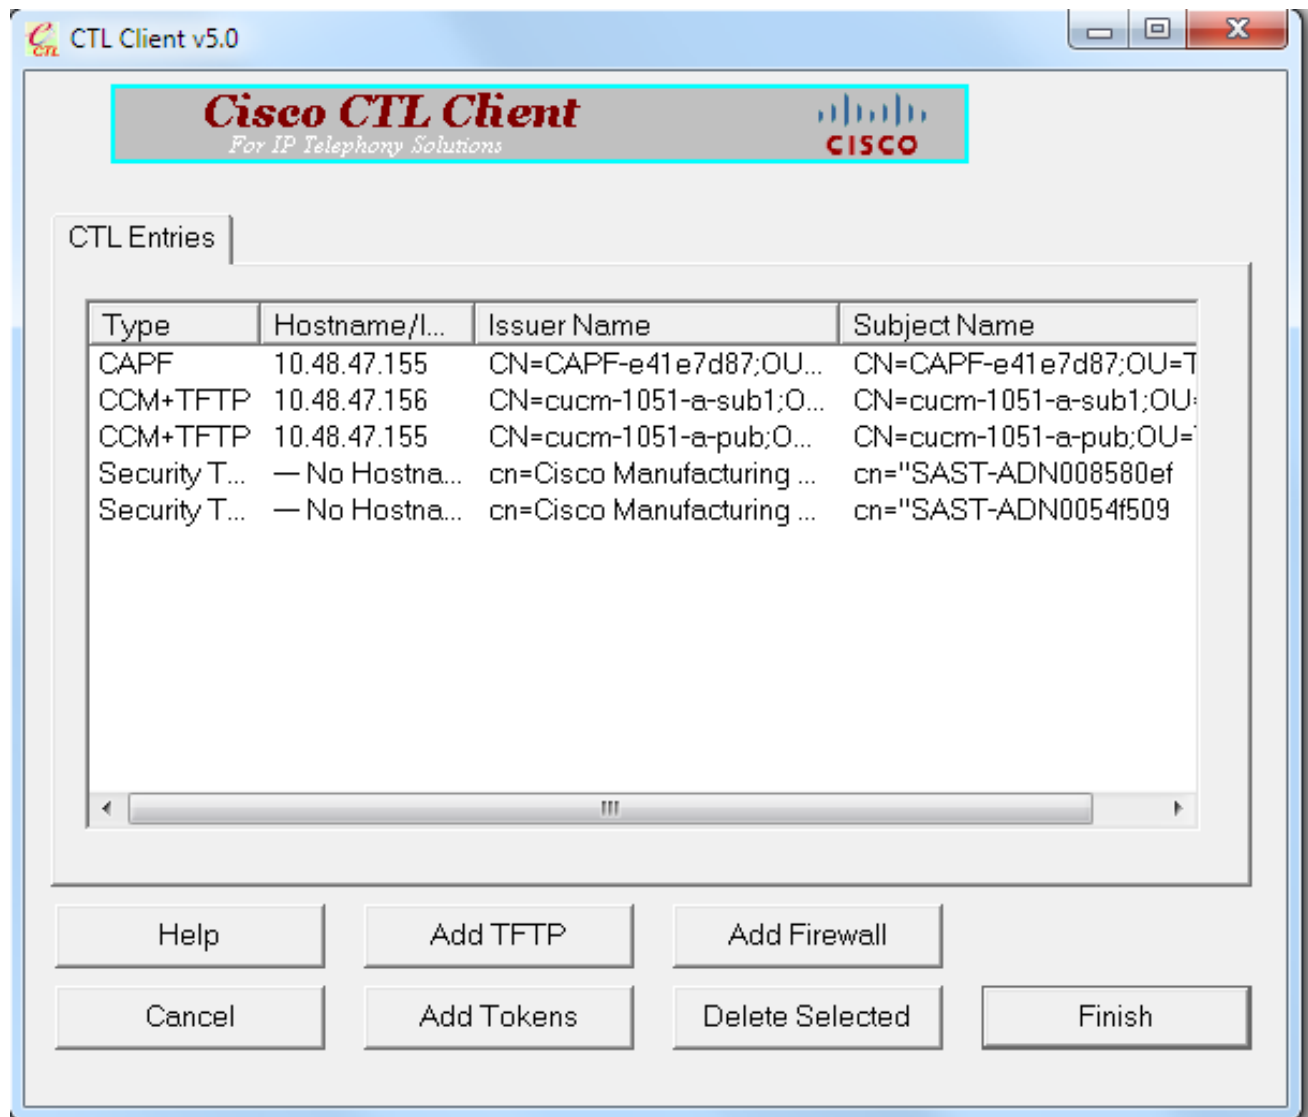 CTL Client v5.0
Cisco CTL Client
For IP Telephony Solutions
CISCO
CTL Entries
Type Hostname/I... Issuer Name Subject Name
CAPF 10.48.47.155 CN=CAPF-e41e7d87;OU... CN=CAPF-e41e7d87;OU=T
CCM+TFTP 10.48.47.156 CN=cucm-1051-a-sub1;O... CN=cucm-1051-a-sub1;OU=
CCM+TFTP 10.48.47.155 CN=cucm-1051-a-pub;O... CN=cucm-1051-a-pub;OU=T
Security T... — No Hostna... cn=Cisco Manufacturing ... cn="SAST-ADN008580ef
Security T... — No Hostna... cn=Cisco Manufacturing ... cn="SAST-ADN0054f509
Help Add TFTP Add Firewall
Cancel Add Tokens Delete Selected Finish